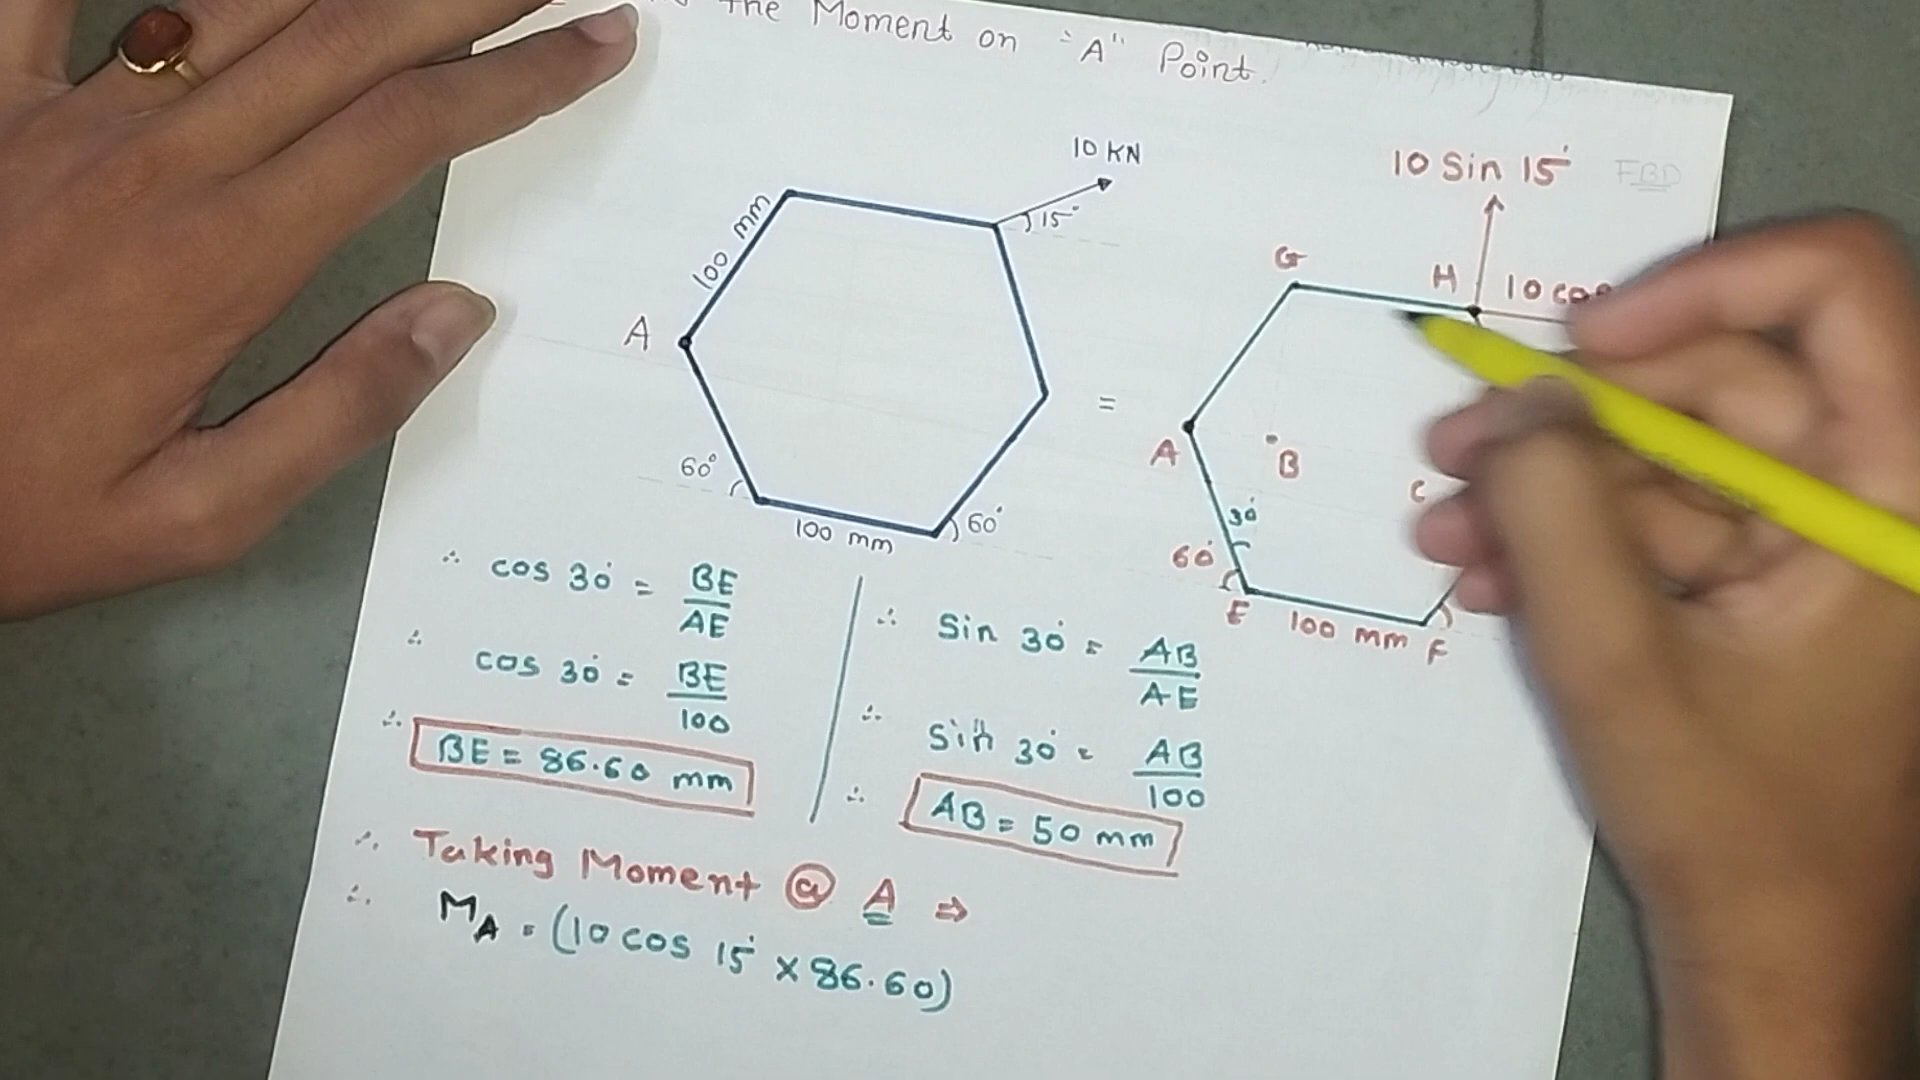 the Moment on "A" Point.
10 KN
15°
100 mm
A
60°
100 mm
60°
=
10 Sin 15°
FBD
G
H
10 cos
A
B
C
30°
60°
E
100 mm
F
∴ cos 30° = BE/AE
∴ cos 30° = BE/100
∴ BE = 86.60 mm
∴ Sin 30° = AB/AE
∴ Sin 30° = AB/100
∴ AB = 50 mm
∴ Taking Moment @ A ⇒
∴ MA = (10 cos 15° × 86.60)